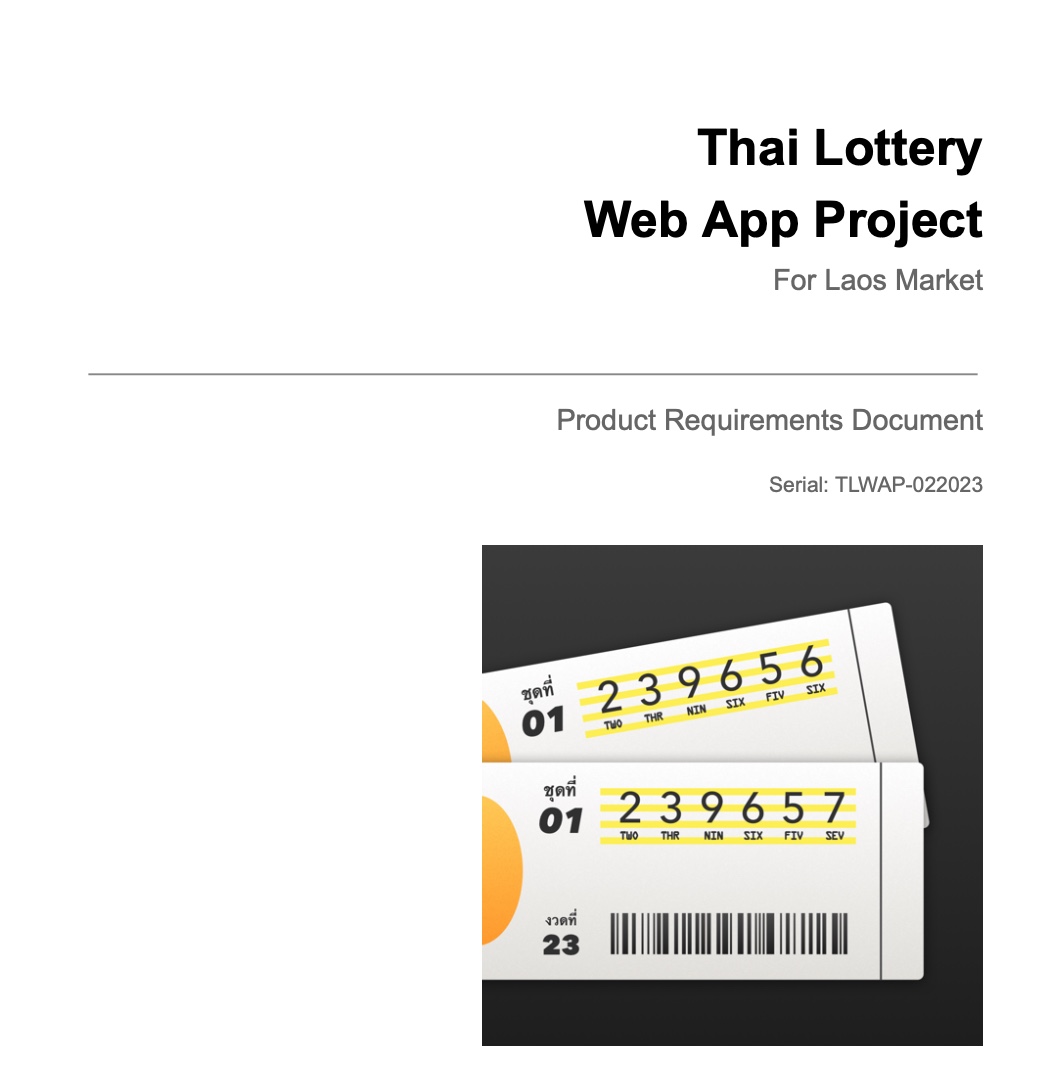 Thai Lottery
Web App Project
For Laos Market
Product Requirements Document
Serial: TLWAP-022023
ชุดที่
01
2 3 9 6 5 6
TWO THR NIN SIX FIV SIX
ชุดที่
01
2 3 9 6 5 7
TWO THR NIN SIX FIV SEV
งวดที่
23